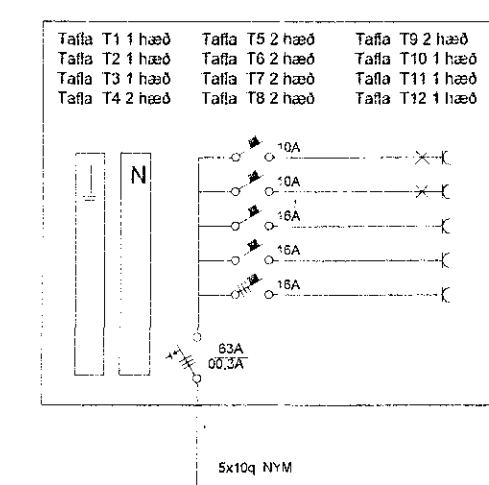 Tafla T1 1 hæð Tafla T5 2 hæð Tafla T9 2 hæð
Tafla T2 1 hæð Tafla T6 2 hæð Tafla T10 1 hæð
Tafla T3 1 hæð Tafla T7 2 hæð Tafla T11 1 hæð
Tafla T4 2 hæð Tafla T8 2 hæð Tafla T12 1 hæð
N
10A
10A
16A
16A
16A
63A
00,3A
5x10q NYM